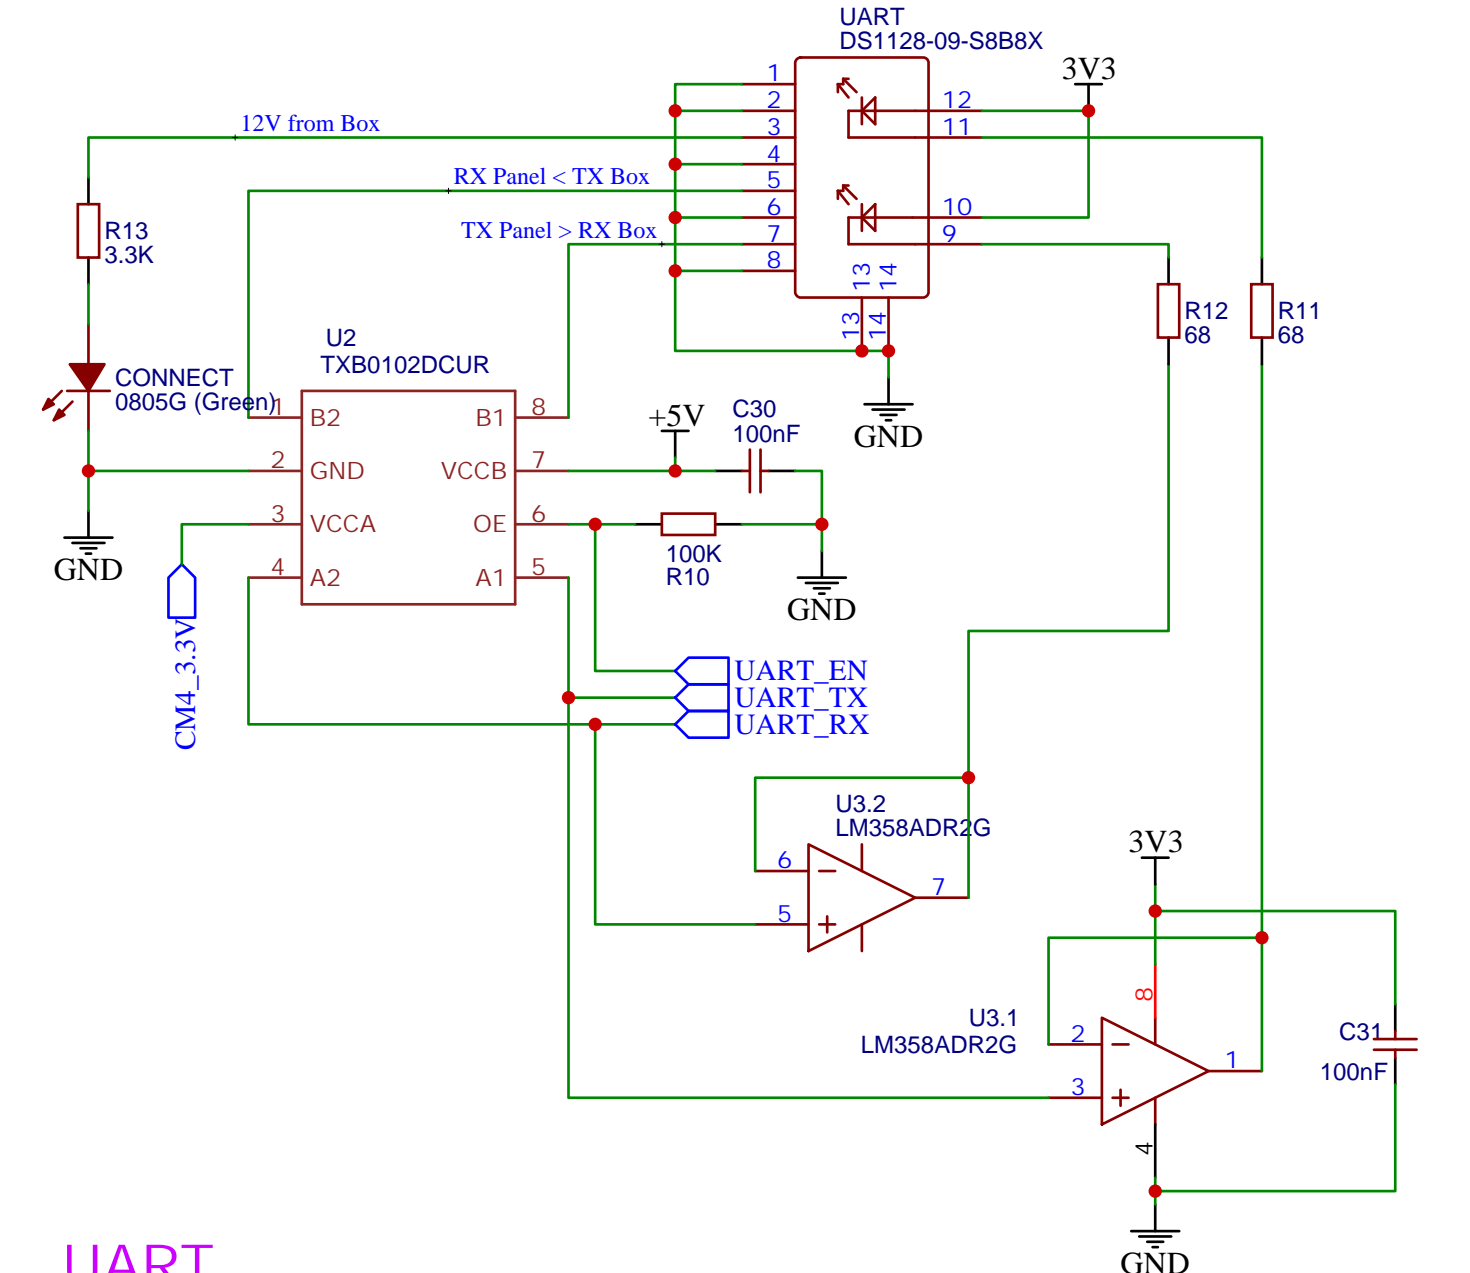 UART
DS1128-09-S8B8X
3V3
1
2
3
4
5
6
7
8
12
11
10
9
13
14
13
14
12V from Box
RX Panel < TX Box
TX Panel > RX Box
R13
3.3K
R12
68
R11
68
GND
U2
TXB0102DCUR
CONNECT
0805G (Green)
1
B2
B1
8
2
GND
VCCB
7
3
VCCA
OE
6
4
A2
A1
5
+5V
C30
100nF
100K
R10
GND
GND
CM4_3.3V
UART_EN
UART_TX
UART_RX
U3.2
LM358ADR2G
6
5
7
3V3
8
U3.1
LM358ADR2G
2
3
1
4
C31
100nF
GND
UART